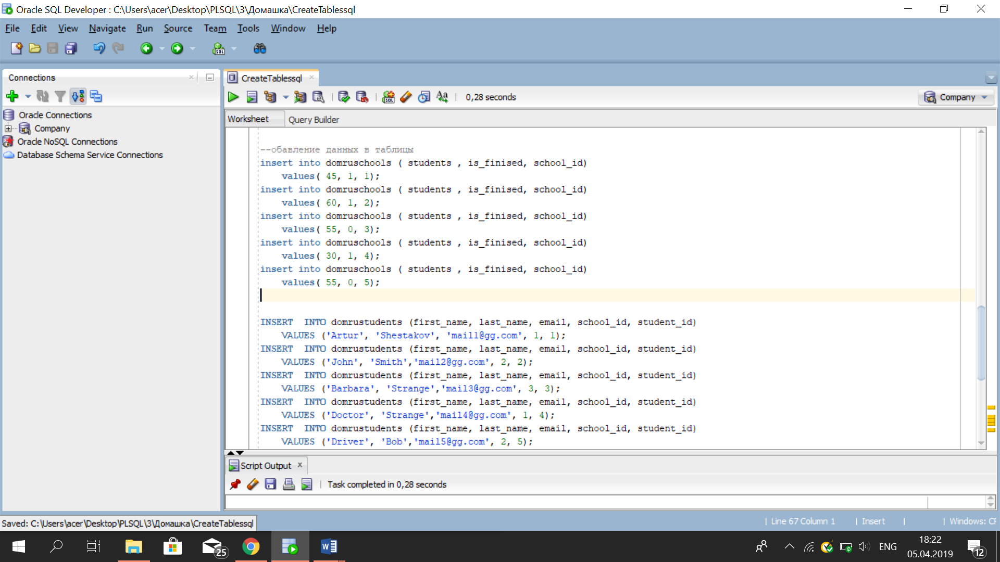 Oracle SQL Developer : C:\Users\acer\Desktop\PLSQL\3\Домашка\CreateTablessql
File Edit View Navigate Run Source Team Tools Window Help
Connections
Oracle Connections
Company
Oracle NoSQL Connections
Database Schema Service Connections
CreateTablessql
0,28 seconds
Company
Worksheet Query Builder
--обавление данных в таблицы
insert into domruschools ( students , is_finised, school_id)
values( 45, 1, 1);
insert into domruschools ( students , is_finised, school_id)
values( 60, 1, 2);
insert into domruschools ( students , is_finised, school_id)
values( 55, 0, 3);
insert into domruschools ( students , is_finised, school_id)
values( 30, 1, 4);
insert into domruschools ( students , is_finised, school_id)
values( 55, 0, 5);
INSERT  INTO domrustudents (first_name, last_name, email, school_id, student_id)
VALUES ('Artur', 'Shestakov', 'mail1@gg.com', 1, 1);
INSERT  INTO domrustudents (first_name, last_name, email, school_id, student_id)
VALUES ('John', 'Smith','mail2@gg.com', 2, 2);
INSERT  INTO domrustudents (first_name, last_name, email, school_id, student_id)
VALUES ('Barbara', 'Strange','mail3@gg.com', 3, 3);
INSERT  INTO domrustudents (first_name, last_name, email, school_id, student_id)
VALUES ('Doctor', 'Strange','mail4@gg.com', 1, 4);
INSERT  INTO domrustudents (first_name, last_name, email, school_id, student_id)
VALUES ('Driver', 'Bob','mail5@gg.com', 2, 5);
Script Output
Task completed in 0,28 seconds
Saved: C:\Users\acer\Desktop\PLSQL\3\Домашка\CreateTablessql
Line 67 Column 1 Insert Windows:
25
ENG
18:22
05.04.2019
12